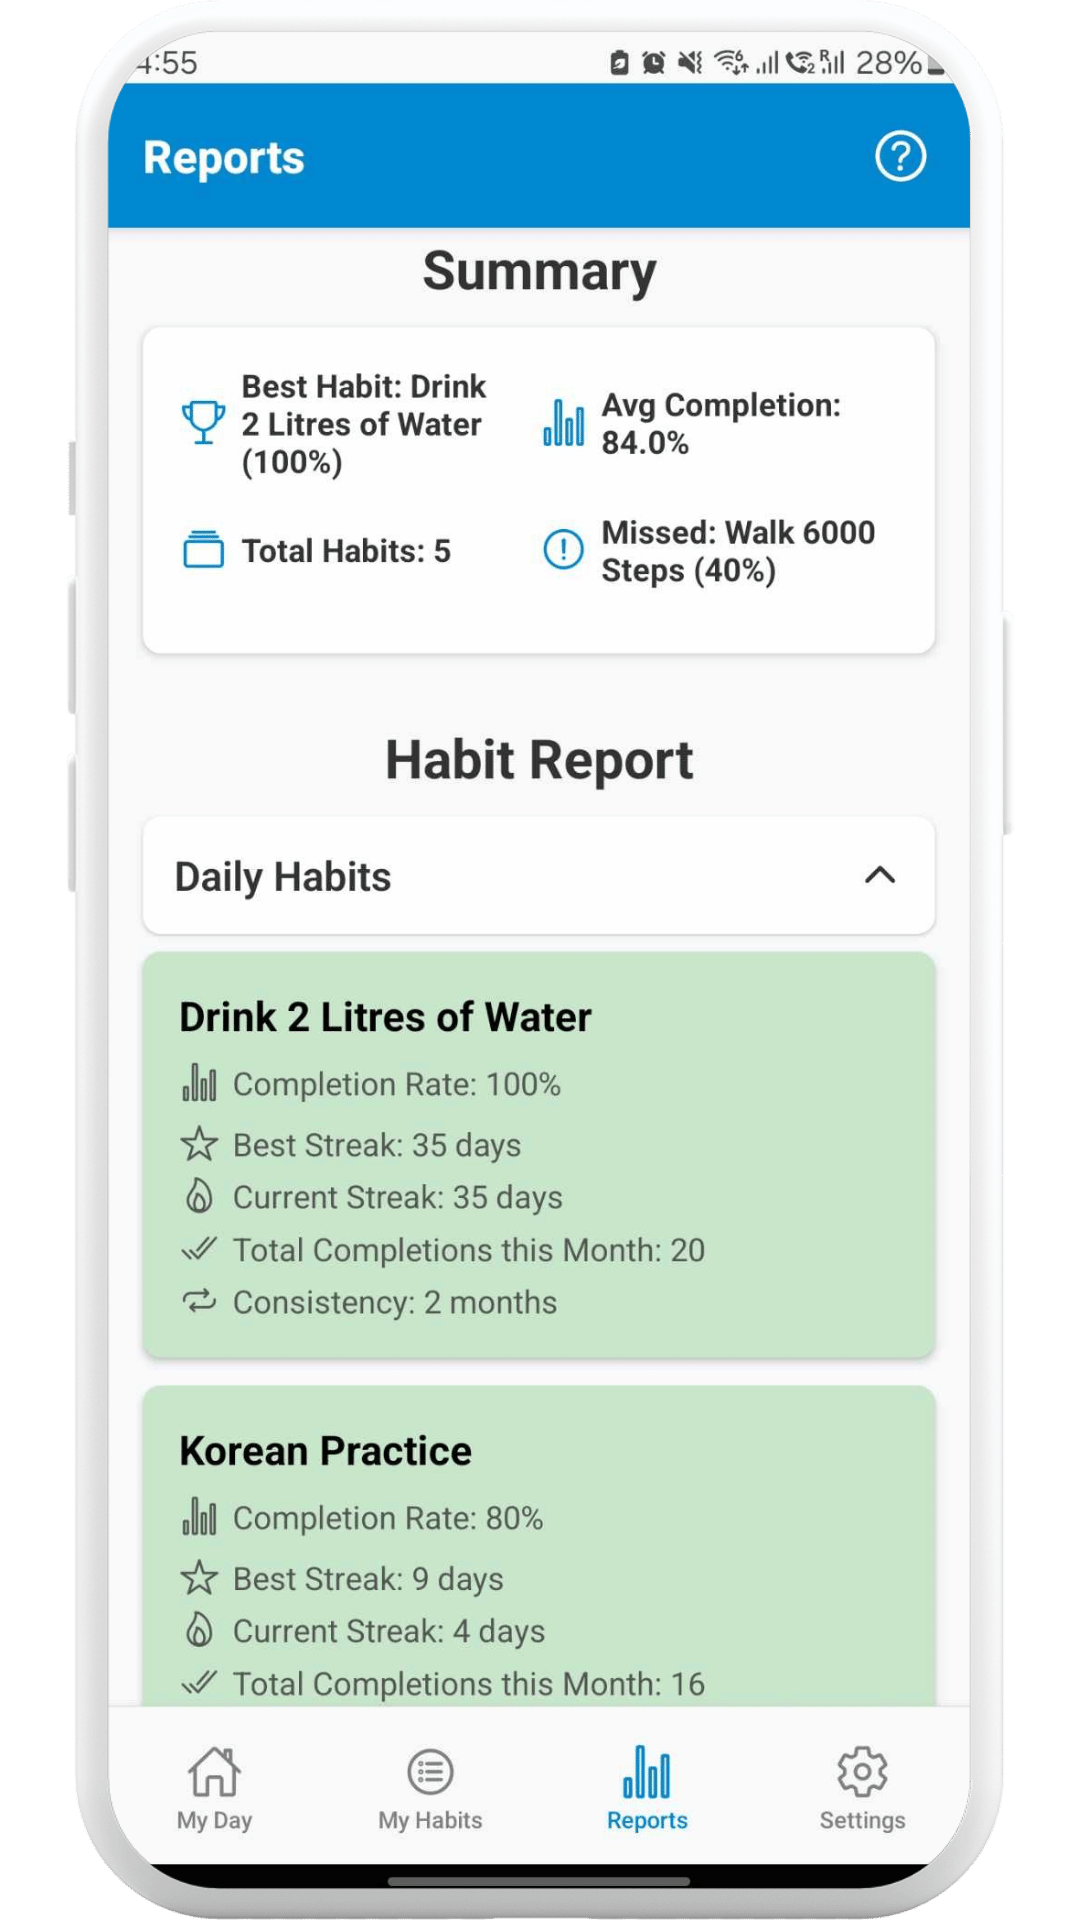 4:55
28%
Reports
Summary
Best Habit: Drink
2 Litres of Water
(100%)
Avg Completion:
84.0%
Total Habits: 5
Missed: Walk 6000
Steps (40%)
Habit Report
Daily Habits
Drink 2 Litres of Water
Completion Rate: 100%
Best Streak: 35 days
Current Streak: 35 days
Total Completions this Month: 20
Consistency: 2 months
Korean Practice
Completion Rate: 80%
Best Streak: 9 days
Current Streak: 4 days
Total Completions this Month: 16
My Day
My Habits
Reports
Settings